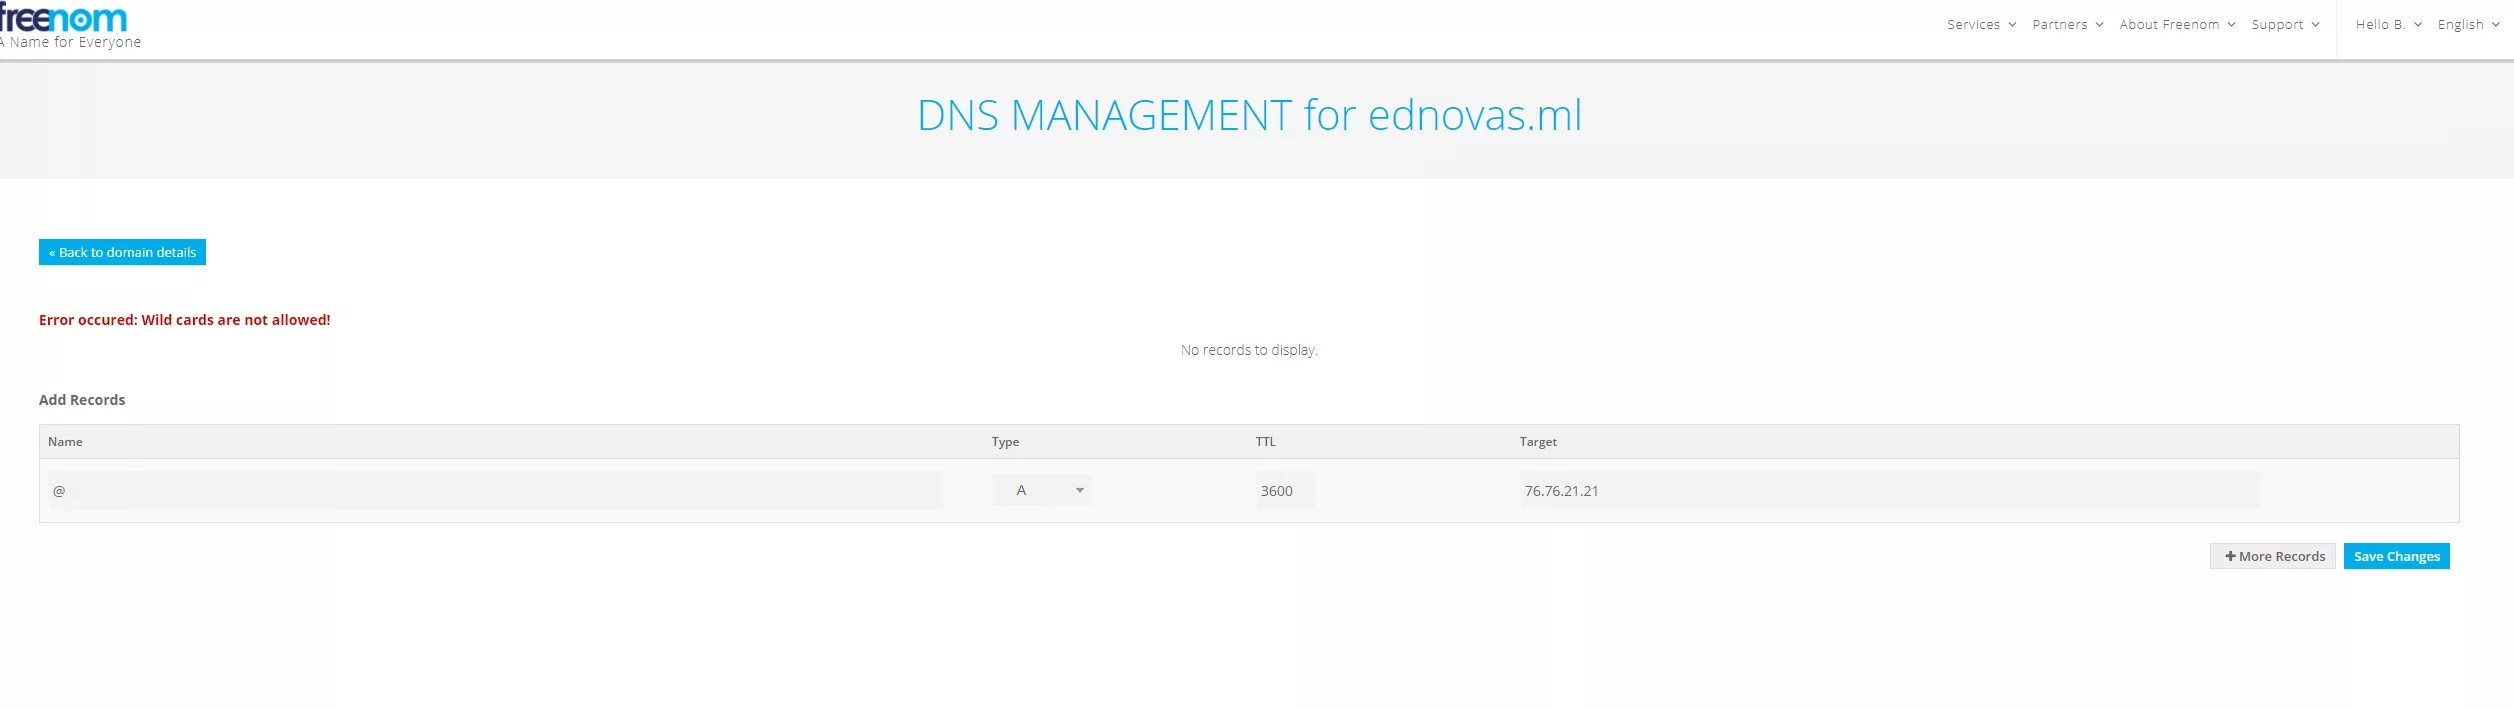 freenom
A Name for Everyone
Services Partners About Freenom Support Hello B. English
DNS MANAGEMENT for ednovas.ml
« Back to domain details
Error occured: Wild cards are not allowed!
No records to display.
Add Records
Name Type TTL Target
@ A 3600 76.76.21.21
+ More Records Save Changes